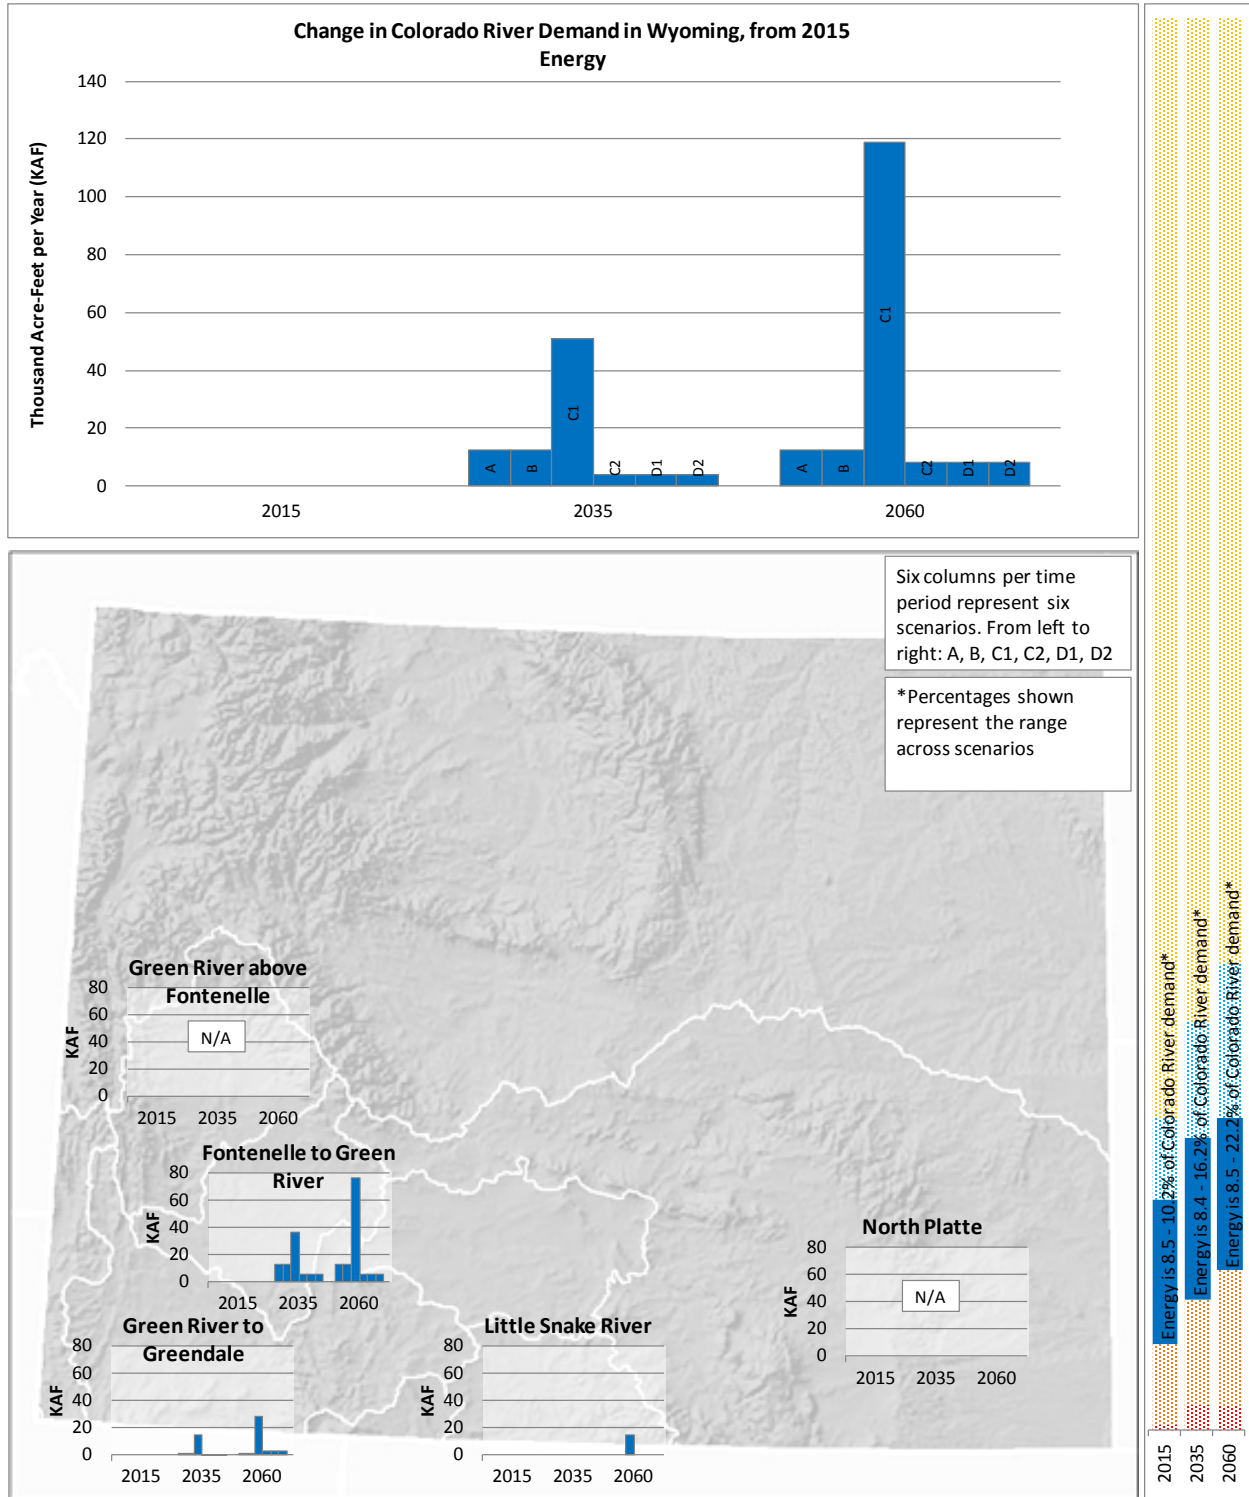 Change in Colorado River Demand in Wyoming, from 2015
Energy
Thousand Acre-Feet per Year (KAF)
140
120
100
80
60
40
20
0
A
B
C1
C2
D1
D2
A
B
C1
C2
D1
D2
2015
2035
2060
Six columns per time
period represent six
scenarios. From left to
right: A, B, C1, C2, D1, D2
*Percentages shown
represent the range
across scenarios
Green River above
Fontenelle
KAF
80
60
40
20
0
N/A
2015 2035 2060
Fontenelle to Green
River
KAF
80
60
40
20
0
2015 2035 2060
North Platte
KAF
80
60
40
20
0
N/A
2015 2035 2060
Green River to
Greendale
KAF
80
60
40
20
0
2015 2035 2060
Little Snake River
KAF
80
60
40
20
0
2015 2035 2060
Energy is 8.5 - 10.2% of Colorado River demand*
Energy is 8.4 - 16.2% of Colorado River demand*
Energy is 8.5 - 22.2% of Colorado River demand*
2015
2035
2060